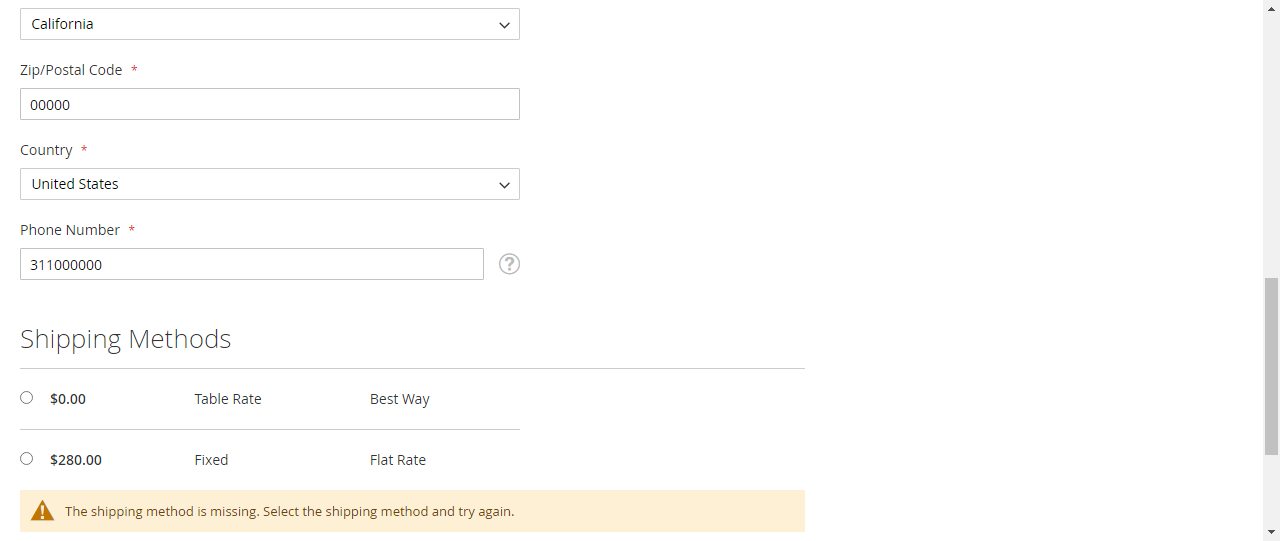 California
Zip/Postal Code *
00000
Country *
United States
Phone Number *
311000000
?
Shipping Methods
$0.00 Table Rate Best Way
$280.00 Fixed Flat Rate
The shipping method is missing. Select the shipping method and try again.